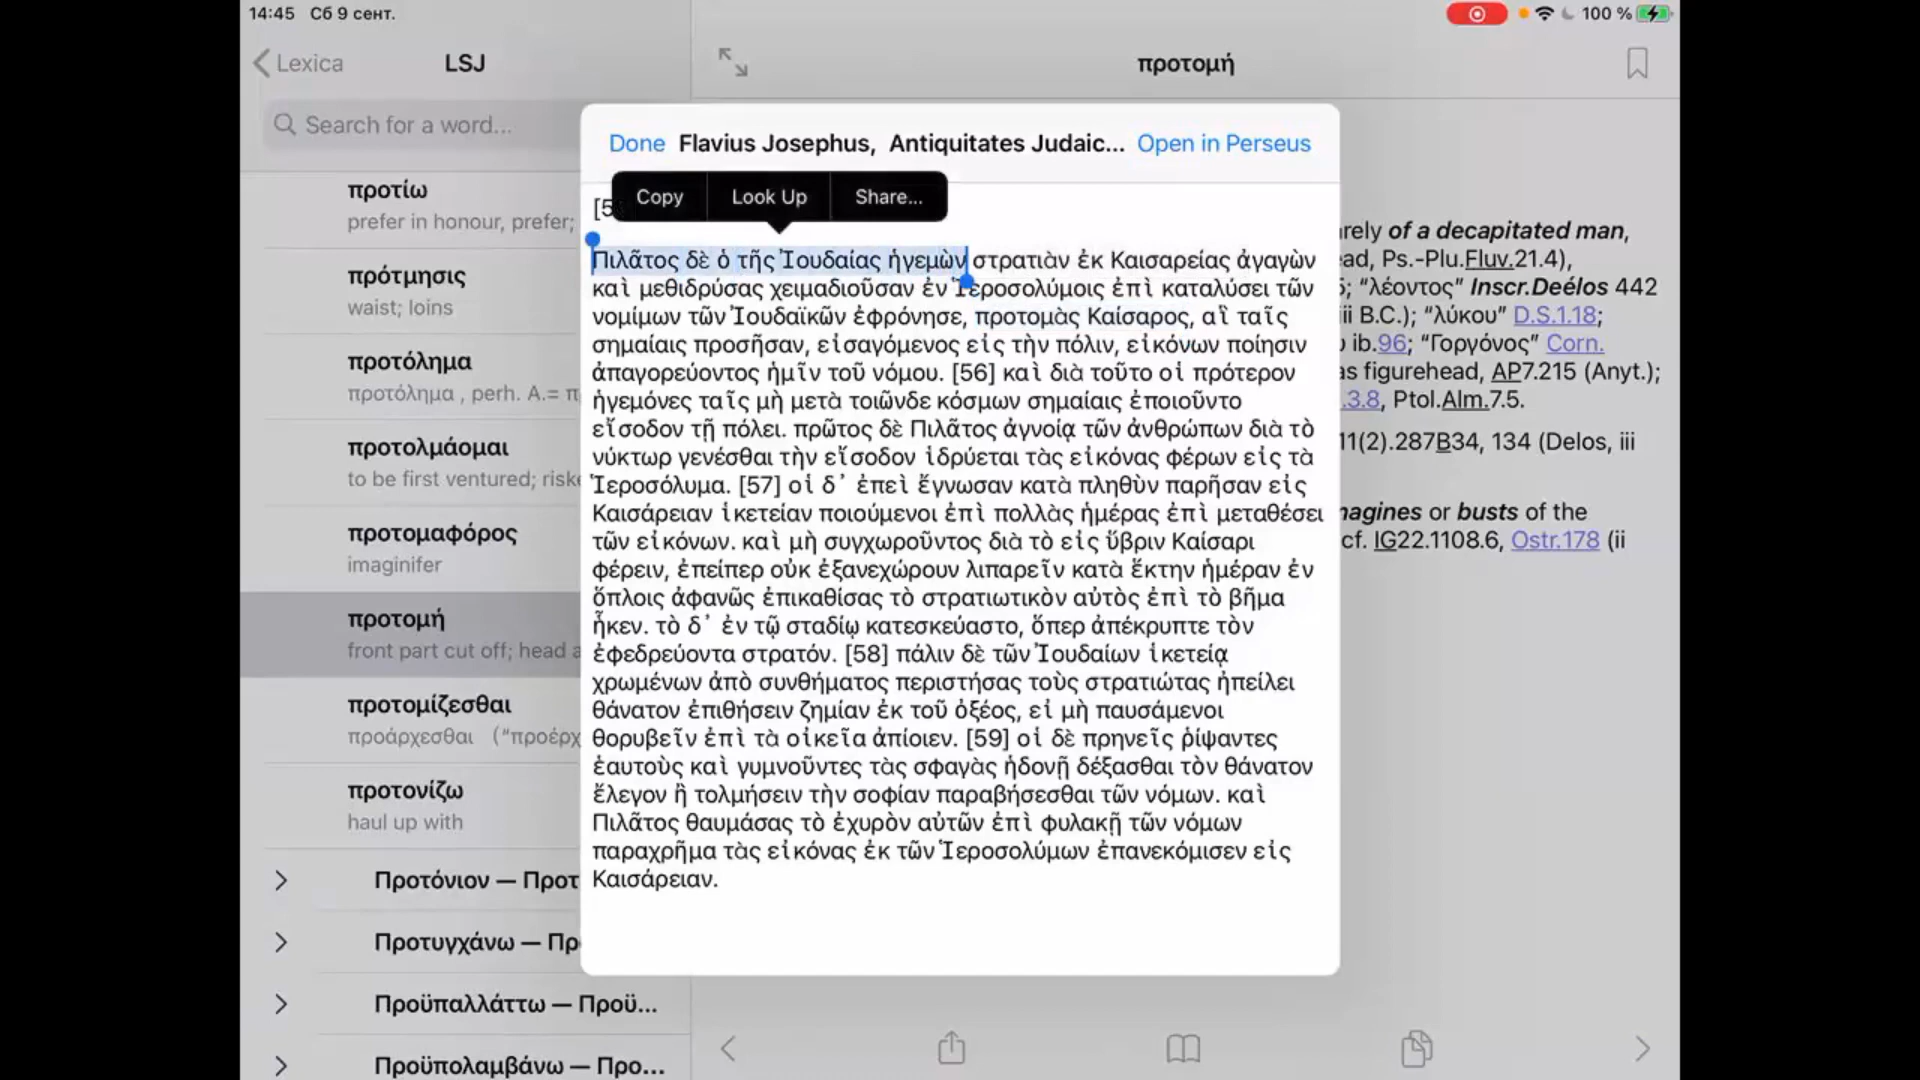 14:45 Сб 9 сент.
100 %
Lexica
LSJ
Search for a word...
προτίω
prefer in honour, prefer;
πρότμησις
waist; loins
προτόλημα
προτόλημα , perh. A.= π
προτολμάομαι
to be first ventured; riske
προτομαφόρος
imaginifer
προτομή
front part cut off; head a
προτομίζεσθαι
προάρχεσθαι (“προέρχ
προτονίζω
haul up with
Προτόνιον — Προτ
Προτυγχάνω — Πρ
Προϋπαλλάττω — Προϋ...
Προϋπολαμβάνω — Προ...
προτομή
Done Flavius Josephus, Antiquitates Judaic... Open in Perseus
Copy Look Up Share...
[5
Πιλᾶτος δὲ ὁ τῆς Ἰουδαίας ἡγεμὼν στρατιὰν ἐκ Καισαρείας ἀγαγὼν
καὶ μεθιδρύσας χειμαδιοῦσαν ἐν Ἱεροσολύμοις ἐπὶ καταλύσει τῶν
νομίμων τῶν Ἰουδαϊκῶν ἐφρόνησε, προτομὰς Καίσαρος, αἳ ταῖς
σημαίαις προσῆσαν, εἰσαγόμενος εἰς τὴν πόλιν, εἰκόνων ποίησιν
ἀπαγορεύοντος ἡμῖν τοῦ νόμου. [56] καὶ διὰ τοῦτο οἱ πρότερον
ἡγεμόνες ταῖς μὴ μετὰ τοιῶνδε κόσμων σημαίαις ἐποιοῦντο
εἴσοδον τῇ πόλει. πρῶτος δὲ Πιλᾶτος ἀγνοίᾳ τῶν ἀνθρώπων διὰ τὸ
νύκτωρ γενέσθαι τὴν εἴσοδον ἱδρύεται τὰς εἰκόνας φέρων εἰς τὰ
Ἱεροσόλυμα. [57] οἱ δ᾽ ἐπεὶ ἔγνωσαν κατὰ πληθὺν παρῆσαν εἰς
Καισάρειαν ἱκετείαν ποιούμενοι ἐπὶ πολλὰς ἡμέρας ἐπὶ μεταθέσει
τῶν εἰκόνων. καὶ μὴ συγχωροῦντος διὰ τὸ εἰς ὕβριν Καίσαρι
φέρειν, ἐπείπερ οὐκ ἐξανεχώρουν λιπαρεῖν κατὰ ἕκτην ἡμέραν ἐν
ὅπλοις ἀφανῶς ἐπικαθίσας τὸ στρατιωτικὸν αὐτὸς ἐπὶ τὸ βῆμα
ἧκεν. τὸ δ᾽ ἐν τῷ σταδίῳ κατεσκεύαστο, ὅπερ ἀπέκρυπτε τὸν
ἐφεδρεύοντα στρατόν. [58] πάλιν δὲ τῶν Ἰουδαίων ἱκετείᾳ
χρωμένων ἀπὸ συνθήματος περιστήσας τοὺς στρατιώτας ἠπείλει
θάνατον ἐπιθήσειν ζημίαν ἐκ τοῦ ὀξέος, εἰ μὴ παυσάμενοι
θορυβεῖν ἐπὶ τὰ οἰκεῖα ἀπίοιεν. [59] οἱ δὲ πρηνεῖς ῥίψαντες
ἑαυτοὺς καὶ γυμνοῦντες τὰς σφαγὰς ἡδονῇ δέξασθαι τὸν θάνατον
ἔλεγον ἢ τολμήσειν τὴν σοφίαν παραβήσεσθαι τῶν νόμων. καὶ
Πιλᾶτος θαυμάσας τὸ ἐχυρὸν αὐτῶν ἐπὶ φυλακῇ τῶν νόμων
παραχρῆμα τὰς εἰκόνας ἐκ τῶν Ἱεροσολύμων ἐπανεκόμισεν εἰς
Καισάρειαν.
rely of a decapitated man,
ead, Ps.-Plu.Fluv.21.4),
; “λέοντος” Inscr.Deélos 442
ii B.C.); “λύκου” D.S.1.18;
ib.96; “Γοργόνος” Corn.
as figurehead, AP7.215 (Anyt.);
.3.8, Ptol.Alm.7.5.
11(2).287B34, 134 (Delos, iii
magines or busts of the
cf. IG22.1108.6, Ostr.178 (ii